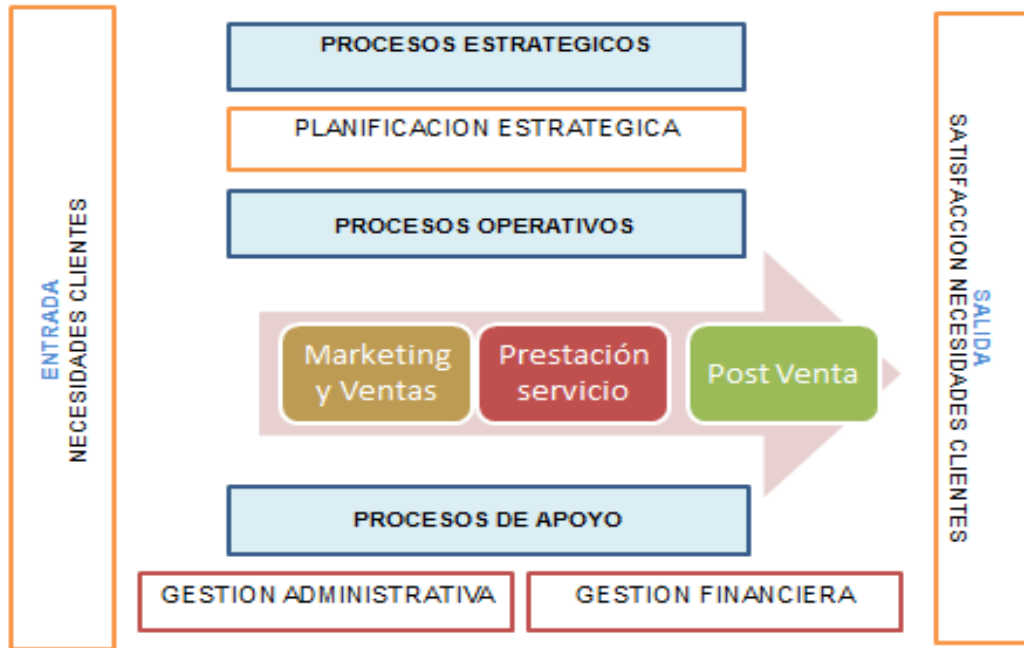 ENTRADA
NECESIDADES CLIENTES
PROCESOS ESTRATEGICOS
PLANIFICACION ESTRATEGICA
PROCESOS OPERATIVOS
Marketing
y Ventas
Prestación
servicio
Post Venta
PROCESOS DE APOYO
GESTION ADMINISTRATIVA
GESTION FINANCIERA
SALIDA
SATISFACCION NECESIDADES CLIENTES